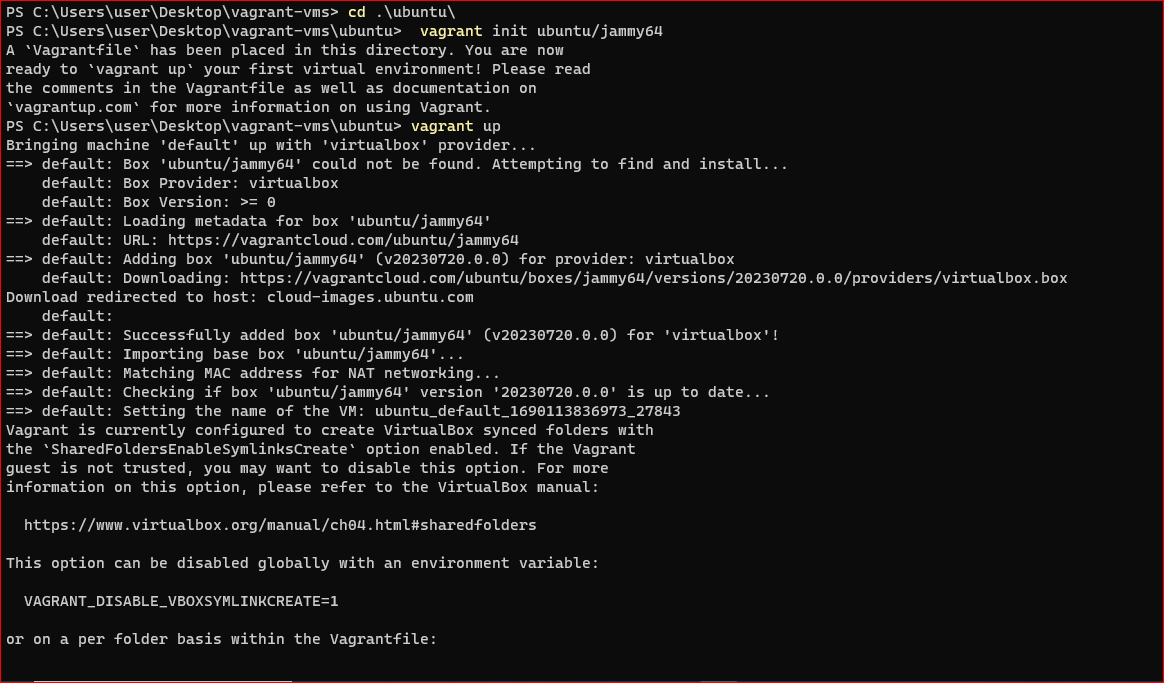 PS C:\Users\user\Desktop\vagrant-vms> cd .\ubuntu\
PS C:\Users\user\Desktop\vagrant-vms\ubuntu>  vagrant init ubuntu/jammy64
A `Vagrantfile` has been placed in this directory. You are now
ready to `vagrant up` your first virtual environment! Please read
the comments in the Vagrantfile as well as documentation on
`vagrantup.com` for more information on using Vagrant.
PS C:\Users\user\Desktop\vagrant-vms\ubuntu> vagrant up
Bringing machine 'default' up with 'virtualbox' provider...
==> default: Box 'ubuntu/jammy64' could not be found. Attempting to find and install...
    default: Box Provider: virtualbox
    default: Box Version: >= 0
==> default: Loading metadata for box 'ubuntu/jammy64'
    default: URL: https://vagrantcloud.com/ubuntu/jammy64
==> default: Adding box 'ubuntu/jammy64' (v20230720.0.0) for provider: virtualbox
    default: Downloading: https://vagrantcloud.com/ubuntu/boxes/jammy64/versions/20230720.0.0/providers/virtualbox.box
Download redirected to host: cloud-images.ubuntu.com
    default:
==> default: Successfully added box 'ubuntu/jammy64' (v20230720.0.0) for 'virtualbox'!
==> default: Importing base box 'ubuntu/jammy64'...
==> default: Matching MAC address for NAT networking...
==> default: Checking if box 'ubuntu/jammy64' version '20230720.0.0' is up to date...
==> default: Setting the name of the VM: ubuntu_default_1690113836973_27843
Vagrant is currently configured to create VirtualBox synced folders with
the `SharedFoldersEnableSymlinksCreate` option enabled. If the Vagrant
guest is not trusted, you may want to disable this option. For more
information on this option, please refer to the VirtualBox manual:

  https://www.virtualbox.org/manual/ch04.html#sharedfolders

This option can be disabled globally with an environment variable:

  VAGRANT_DISABLE_VBOXSYMLINKCREATE=1

or on a per folder basis within the Vagrantfile: